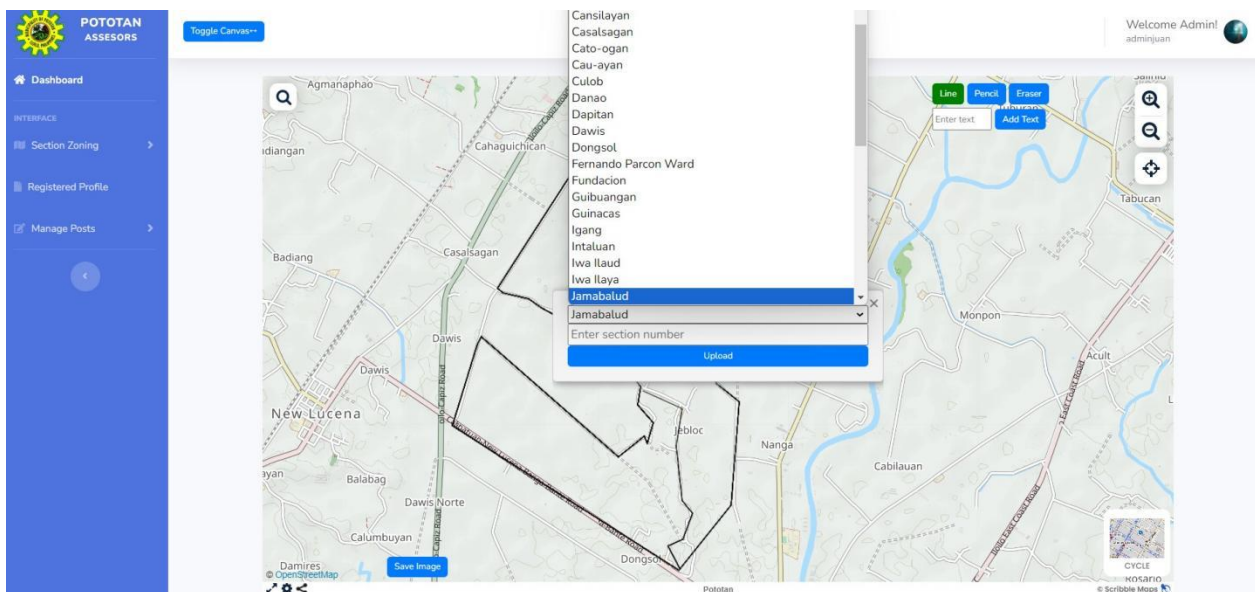 POTOTAN
ASSESORS
Toggle Canvas↔
Welcome Admin!
adminjuan
Dashboard
INTERFACE
Section Zoning
Registered Profile
Manage Posts
Cansilayan
Casalsagan
Cato-ogan
Cau-ayan
Culob
Danao
Dapitan
Dawis
Dongsol
Fernando Parcon Ward
Fundacion
Guibuangan
Guinacas
Igang
Intaluan
Iwa Ilaud
Iwa Ilaya
Jamabalud
Jamabalud
Enter section number
Upload
Line
Pencil
Eraser
Enter text
Add Text
Agmanaphao
Cahaguichican
Tabucan
Badiang
Casalsagan
Monpon
Dawis
Dawis
Acult
New Lucena
Jebloc
Nanga
Cabilauan
Balabag
Dawis Norte
Calumbuyan
Damires
Dongsol
Save Image
© OpenStreetMap
Pototan
CYCLE
Rosario
© Scribble Maps